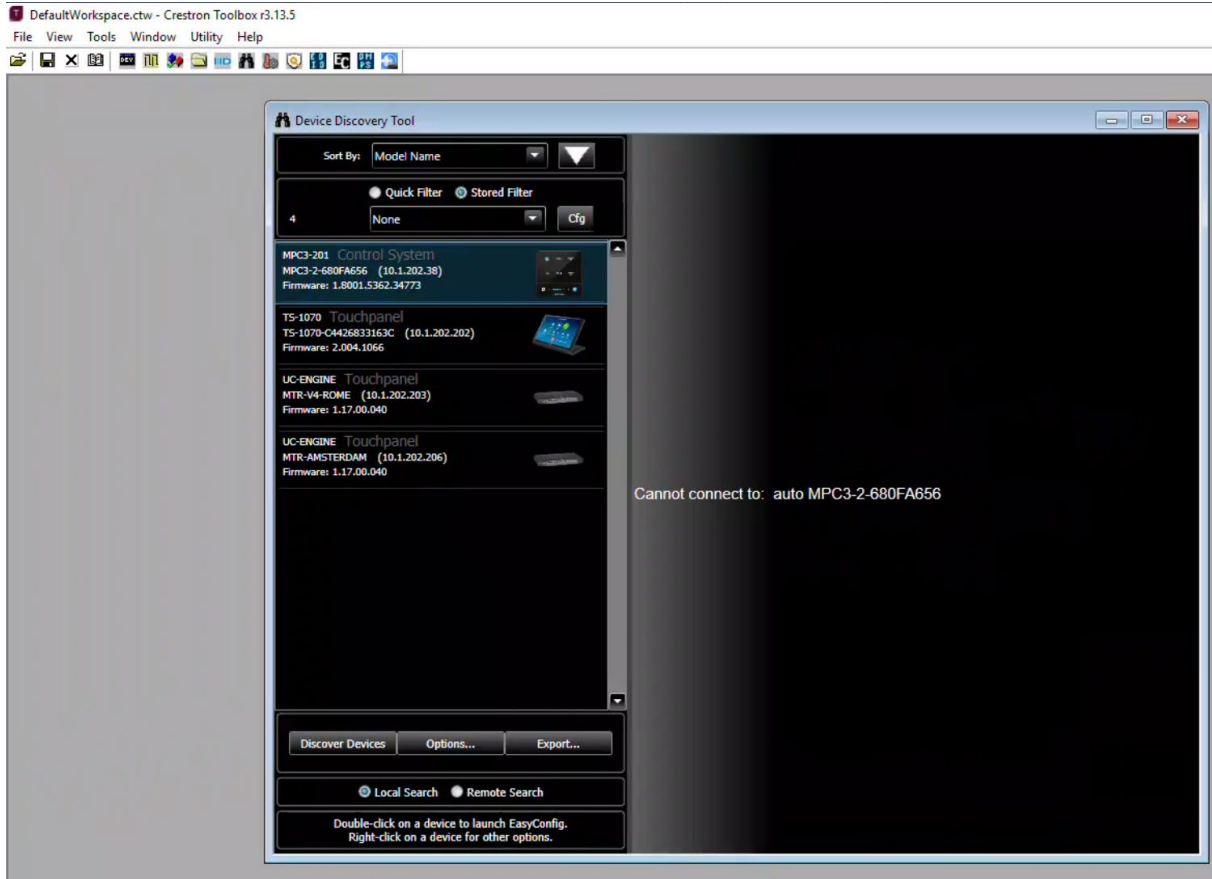 DefaultWorkspace.ctw - Crestron Toolbox r3.13.5
File View Tools Window Utility Help
Device Discovery Tool
Sort By: Model Name
Quick Filter Stored Filter
4 None Cfg
MPC3-201 Control System
MPC3-2-680FA656 (10.1.202.38)
Firmware: 1.8001.5362.34773
TS-1070 Touchpanel
TS-1070-C4426833163C (10.1.202.202)
Firmware: 2.004.1066
UC-ENGINE Touchpanel
MTR-V4-ROME (10.1.202.203)
Firmware: 1.17.00.040
UC-ENGINE Touchpanel
MTR-AMSTERDAM (10.1.202.206)
Firmware: 1.17.00.040
Cannot connect to: auto MPC3-2-680FA656
Discover Devices Options... Export...
Local Search Remote Search
Double-click on a device to launch EasyConfig.
Right-click on a device for other options.